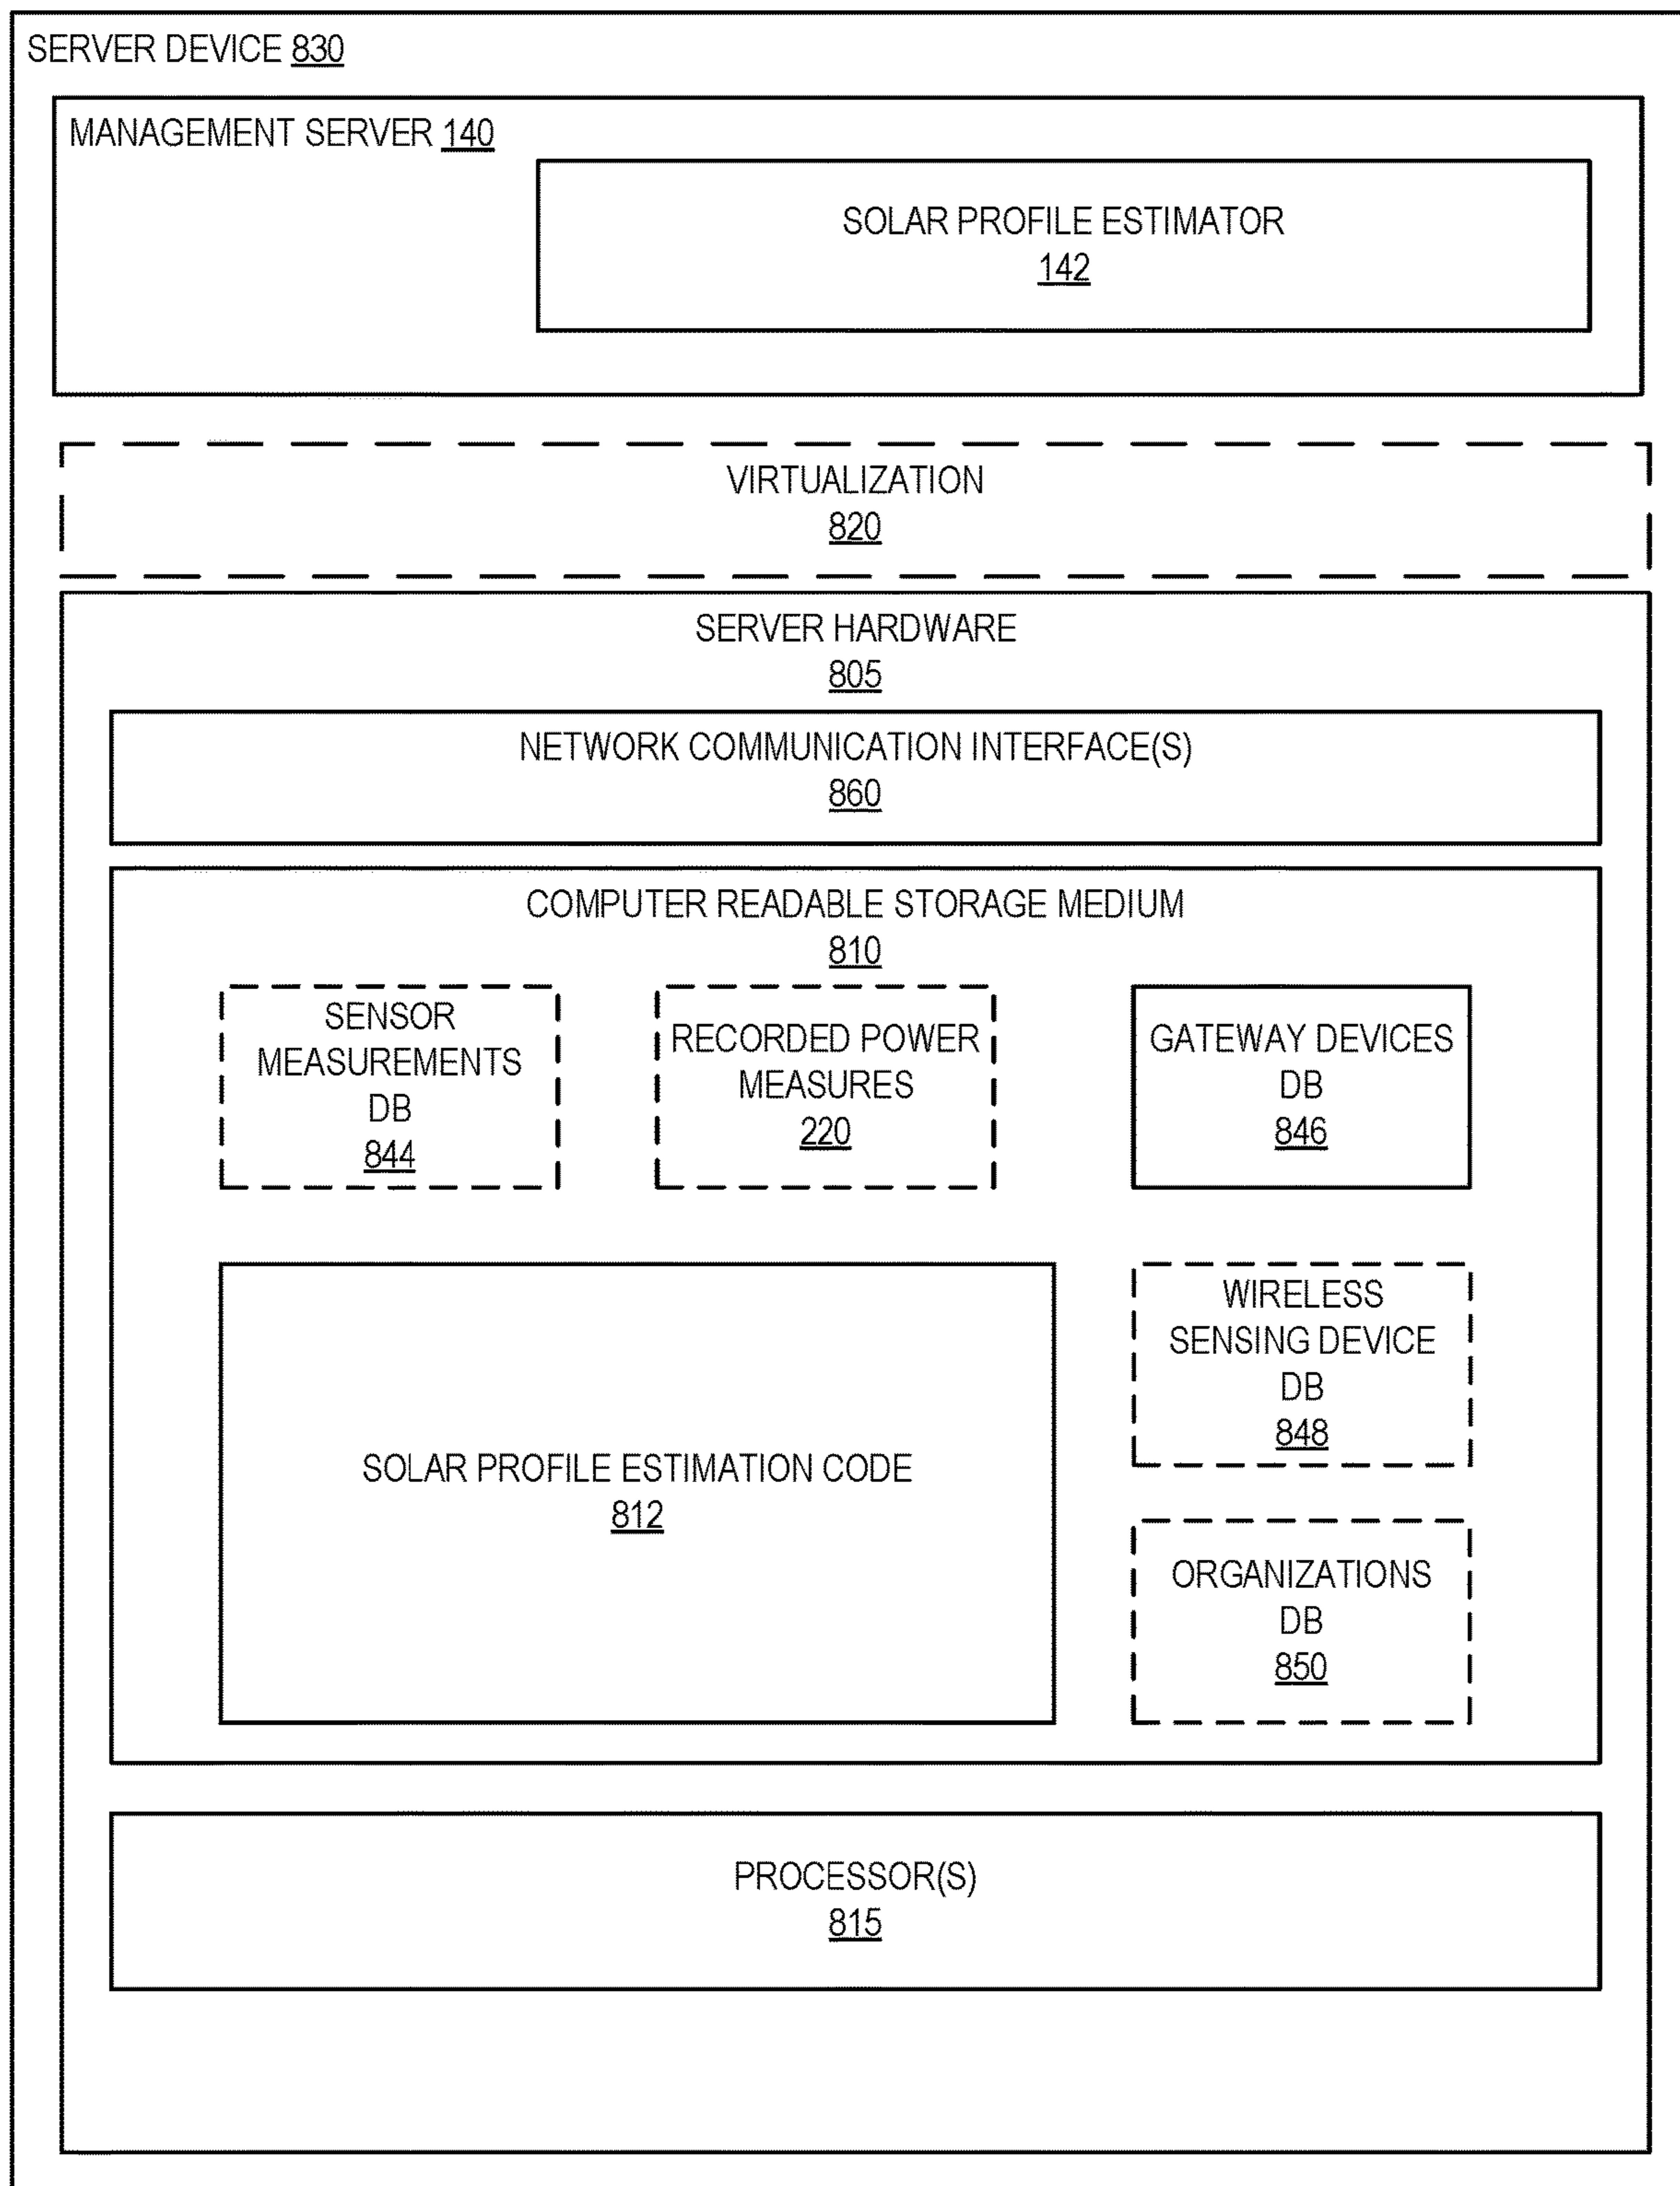 SERVER DEVICE 830
MANAGEMENT SERVER 140
SOLAR PROFILE ESTIMATOR
142
VIRTUALIZATION
820
SERVER HARDWARE
805
NETWORK COMMUNICATION INTERFACE(S)
860
COMPUTER READABLE STORAGE MEDIUM
810
SENSOR
MEASUREMENTS
DB
844
RECORDED POWER
MEASURES
220
GATEWAY DEVICES
DB
846
SOLAR PROFILE ESTIMATION CODE
812
WIRELESS
SENSING DEVICE
DB
848
ORGANIZATIONS
DB
850
PROCESSOR(S)
815